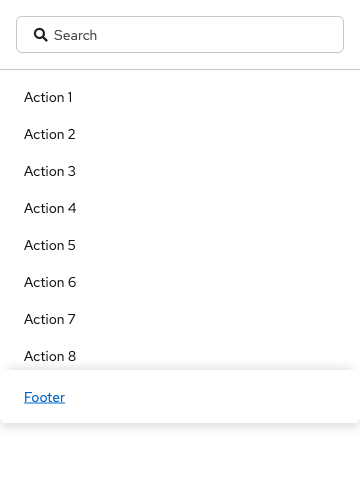 Search
Action 1
Action 2
Action 3
Action 4
Action 5
Action 6
Action 7
Action 8
Footer